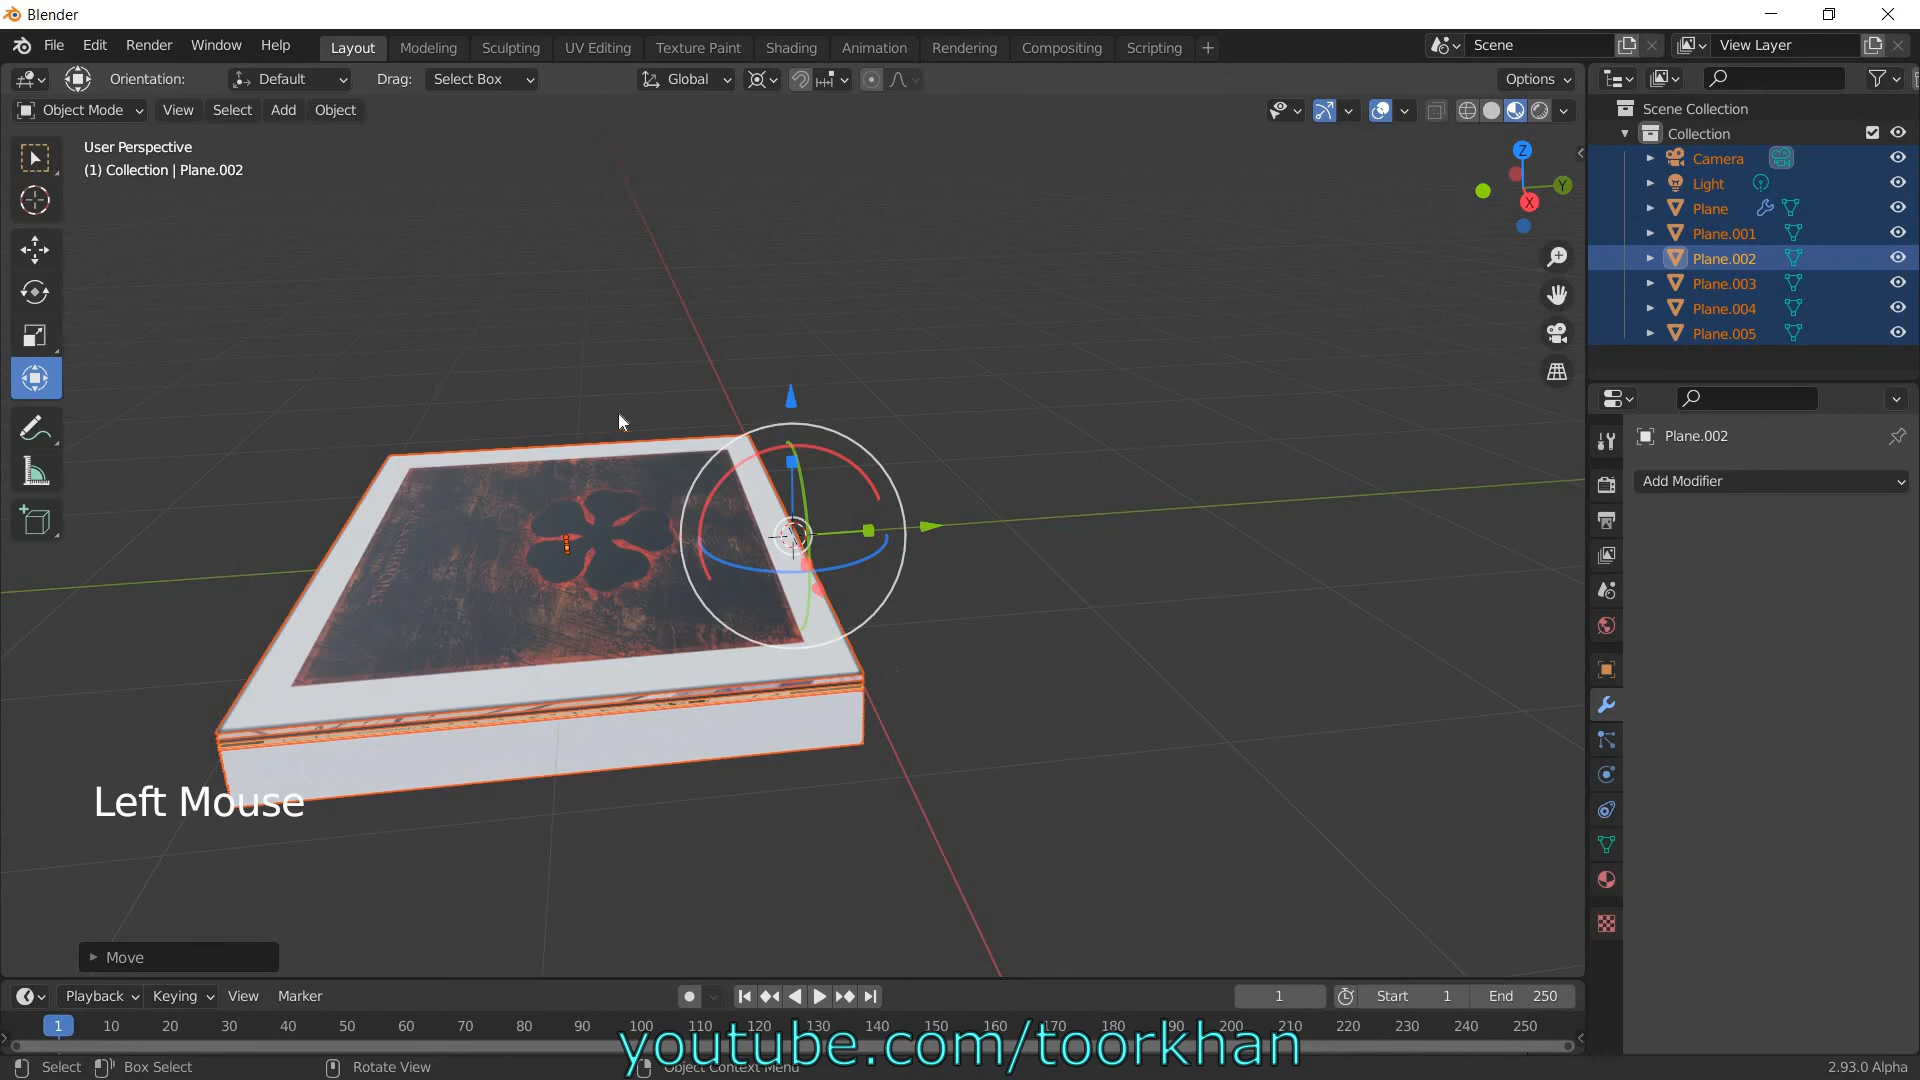 Blender
File Edit Render Window Help Layout Modeling Sculpting UV Editing Texture Paint Shading Animation Rendering Compositing Scripting + Scene View Layer
Orientation: Default Drag: Select Box Global Options
Object Mode View Select Add Object
User Perspective
(1) Collection | Plane.002
Z
Y
X
Scene Collection
Collection
Camera
Light
Plane
Plane.001
Plane.002
Plane.003
Plane.004
Plane.005
Plane.002
Add Modifier
Left Mouse
Move
Playback Keying View Marker 1 Start 1 End 250
1 10 20 30 40 50 60 70 80 90 100 110 120 130 140 150 160 170 180 190 200 210 220 230 240 250
youtube.com/toorkhan
Select Box Select Rotate View Object Context Menu 2.93.0 Alpha